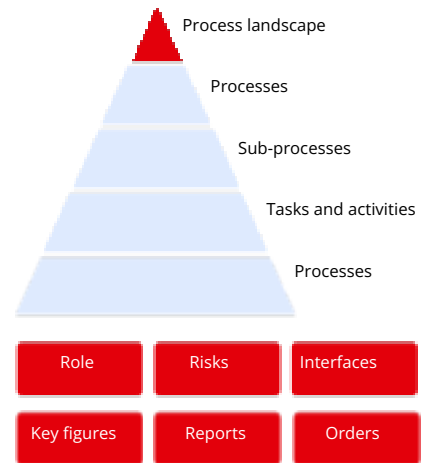 Process landscape
Processes
Sub-processes
Tasks and activities
Processes
Role Risks Interfaces
Key figures Reports Orders